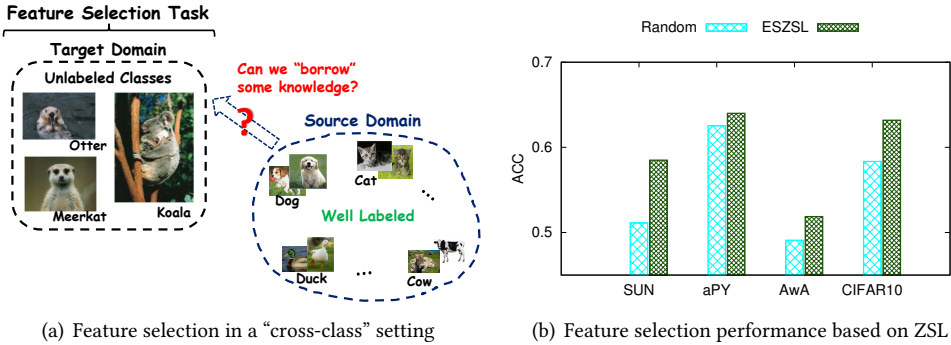 Feature Selection Task
Target Domain
Unlabeled Classes
Otter
Meerkat
Koala
Can we “borrow”
some knowledge?
?
Source Domain
Dog
Cat
...
Well Labeled
Duck
...
Cow
(a) Feature selection in a “cross-class” setting
Random
ESZSL
0.7
0.6
0.5
ACC
SUN
aPY
AwA
CIFAR10
(b) Feature selection performance based on ZSL